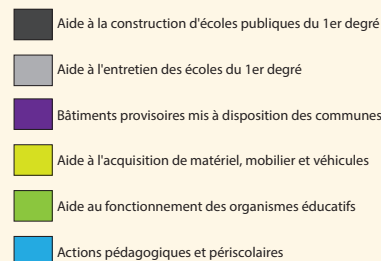 Aide à la construction d'écoles publiques du 1er degré
Aide à l'entretien des écoles du 1er degré
Bâtiments provisoires mis à disposition des communes
Aide à l'acquisition de matériel, mobilier et véhicules
Aide au fonctionnement des organismes éducatifs
Actions pédagogiques et périscolaires